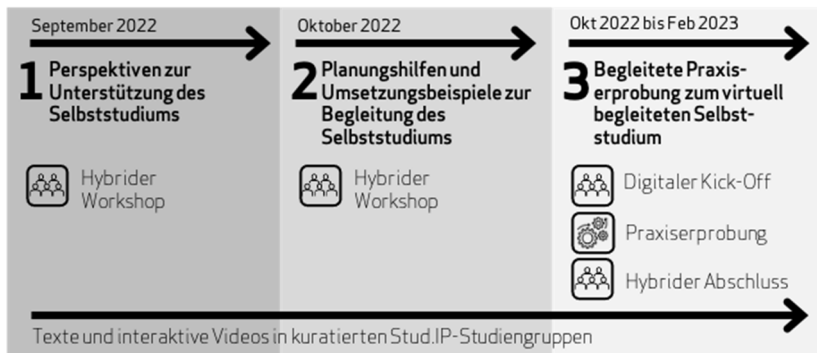 September 2022
1 Perspektiven zur
Unterstützung des
Selbststudiums
Hybrider
Workshop
Oktober 2022
2 Planungshilfen und
Umsetzungsbeispiele zur
Begleitung des
Selbststudiums
Hybrider
Workshop
Okt 2022 bis Feb 2023
3 Begleitete Praxis-
erprobung zum virtuell
begleiteten Selbst-
studium
Digitaler Kick-Off
Praxiserprobung
Hybrider Abschluss
Texte und interaktive Videos in kuratierten Stud.IP-Studiengruppen